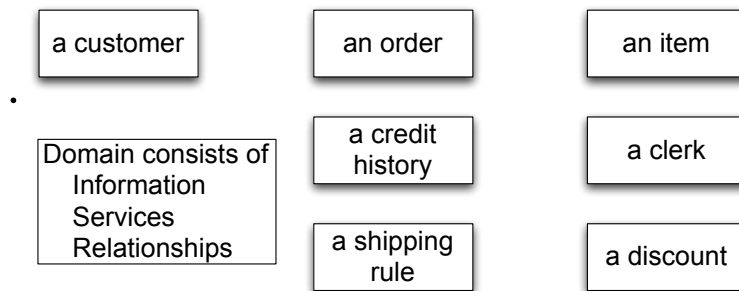 a customer
an order
an item
•
Domain consists of
Information
Services
Relationships
a credit
history
a clerk
a shipping
rule
a discount